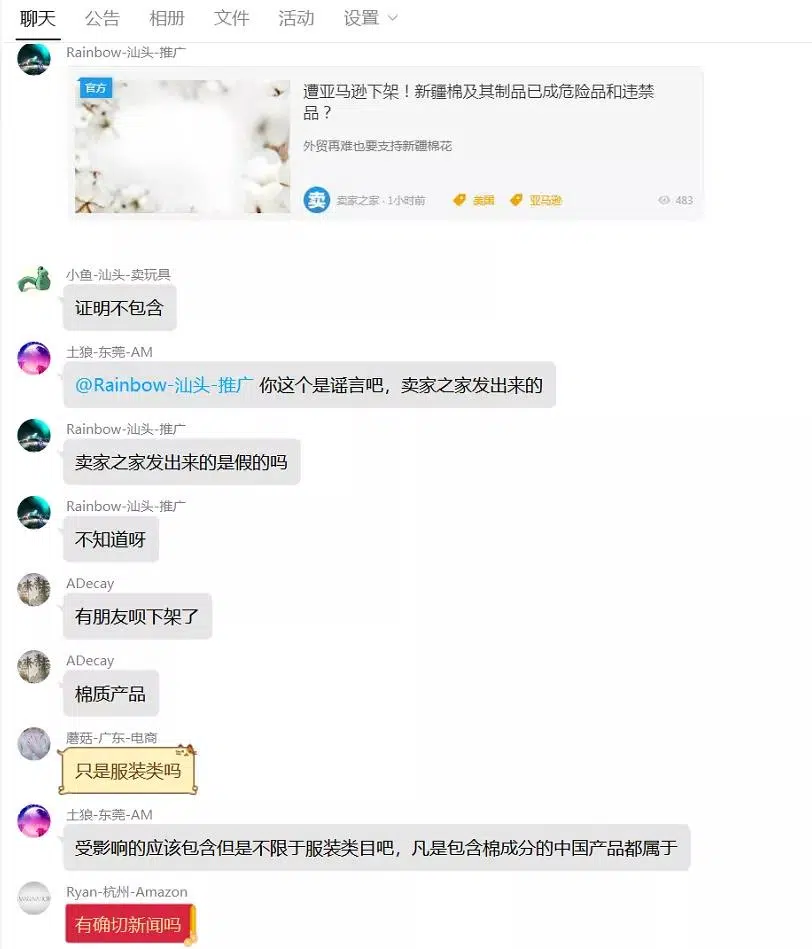 聊天 公告 相册 文件 活动 设置
Rainbow-汕头-推广
官方
遭亚马逊下架！新疆棉及其制品已成危险品和违禁
品？
外贸再难也要支持新疆棉花
卖 卖家之家 · 1小时前 美国 亚马逊 483
小鱼-汕头-卖玩具
证明不包含
土狼-东莞-AM
@Rainbow-汕头-推广 你这个是谣言吧，卖家之家发出来的
Rainbow-汕头-推广
卖家之家发出来的是假的吗
Rainbow-汕头-推广
不知道呀
ADecay
有朋友呗下架了
ADecay
棉质产品
蘑菇-广东-电商
只是服装类吗
土狼-东莞-AM
受影响的应该包含但是不限于服装类目吧，凡是包含棉成分的中国产品都属于
Ryan-杭州-Amazon
有确切新闻吗